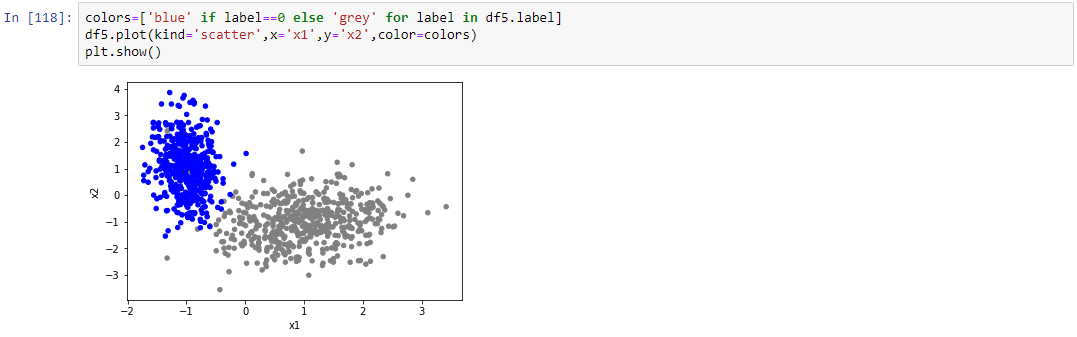 In [118]: colors=['blue' if label==0 else 'grey' for label in df5.label]
df5.plot(kind='scatter',x='x1',y='x2',color=colors)
plt.show()
4
3
2
1
0
−1
−2
−3
x2
−2 −1 0 1 2 3
x1